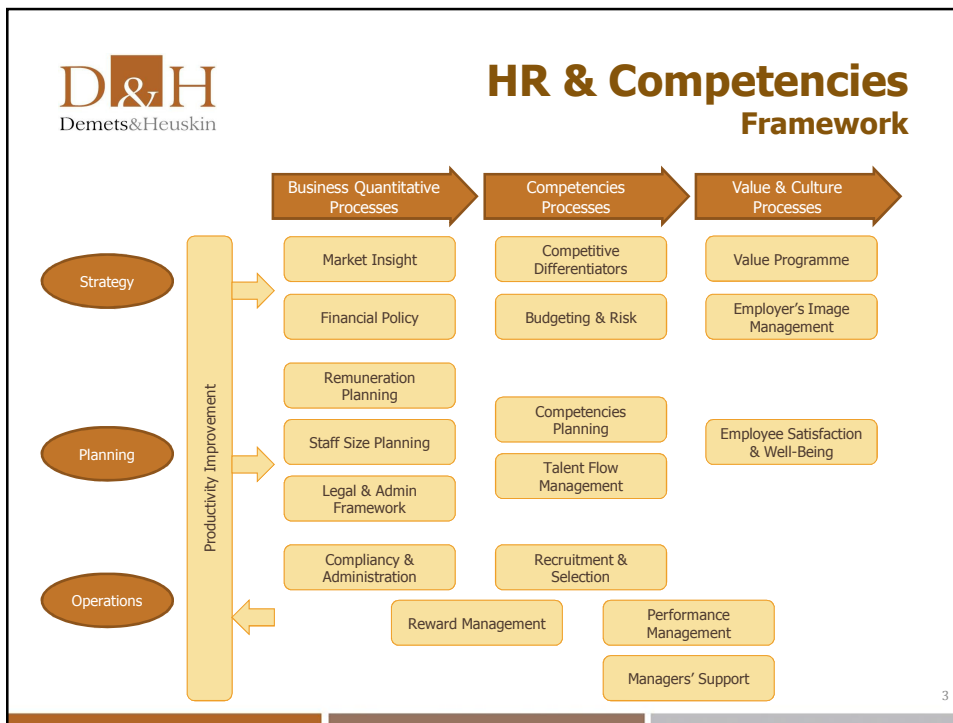 D&H
Demets&Heuskin
HR & Competencies
Framework
Business Quantitative
Processes
Competencies
Processes
Value & Culture
Processes
Strategy
Productivity Improvement
Market Insight
Competitive
Differentiators
Value Programme
Financial Policy
Budgeting & Risk
Employer’s Image
Management
Planning
Remuneration
Planning
Staff Size Planning
Legal & Admin
Framework
Competencies
Planning
Talent Flow
Management
Employee Satisfaction
& Well-Being
Operations
Compliancy &
Administration
Recruitment &
Selection
Reward Management
Performance
Management
Managers’ Support
3